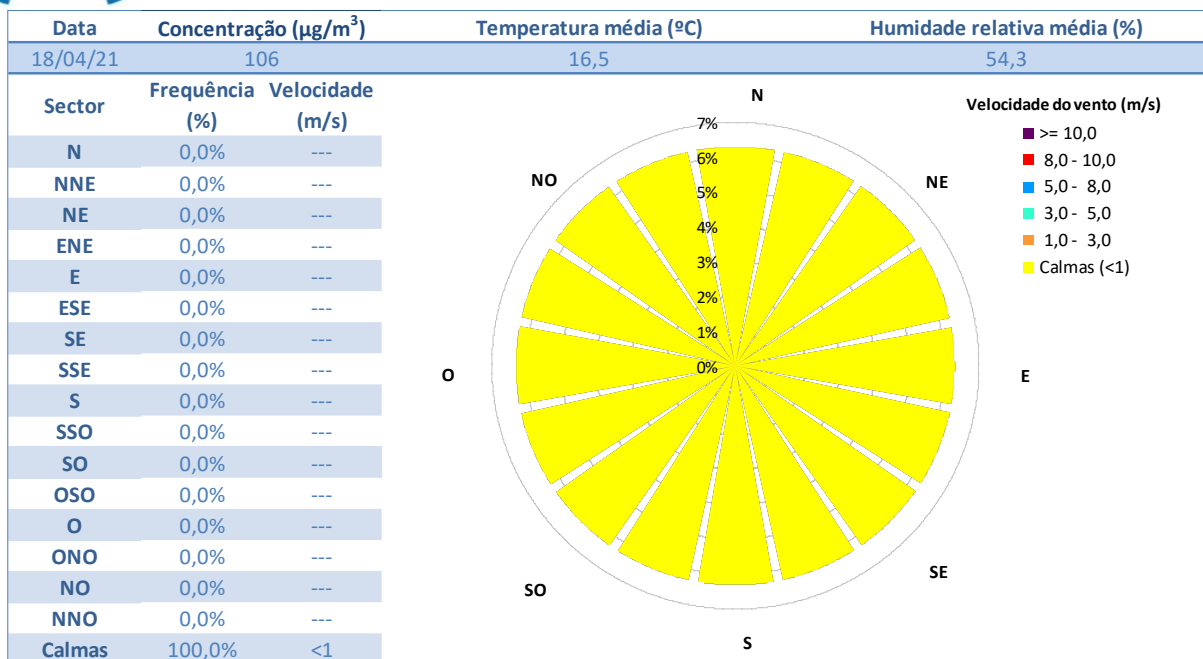 Data Concentração (µg/m³) Temperatura média (ºC) Humidade relativa média (%)
18/04/21 106 16,5 54,3
Sector Frequência (%) Velocidade (m/s)
N 0,0% ---
NNE 0,0% ---
NE 0,0% ---
ENE 0,0% ---
E 0,0% ---
ESE 0,0% ---
SE 0,0% ---
SSE 0,0% ---
S 0,0% ---
SSO 0,0% ---
SO 0,0% ---
OSO 0,0% ---
O 0,0% ---
ONO 0,0% ---
NO 0,0% ---
NNO 0,0% ---
Calmas 100,0% <1
N
NE
E
SE
S
SO
O
NO
7%
6%
5%
4%
3%
2%
1%
0%
Velocidade do vento (m/s)
>= 10,0
8,0 - 10,0
5,0 - 8,0
3,0 - 5,0
1,0 - 3,0
Calmas (<1)